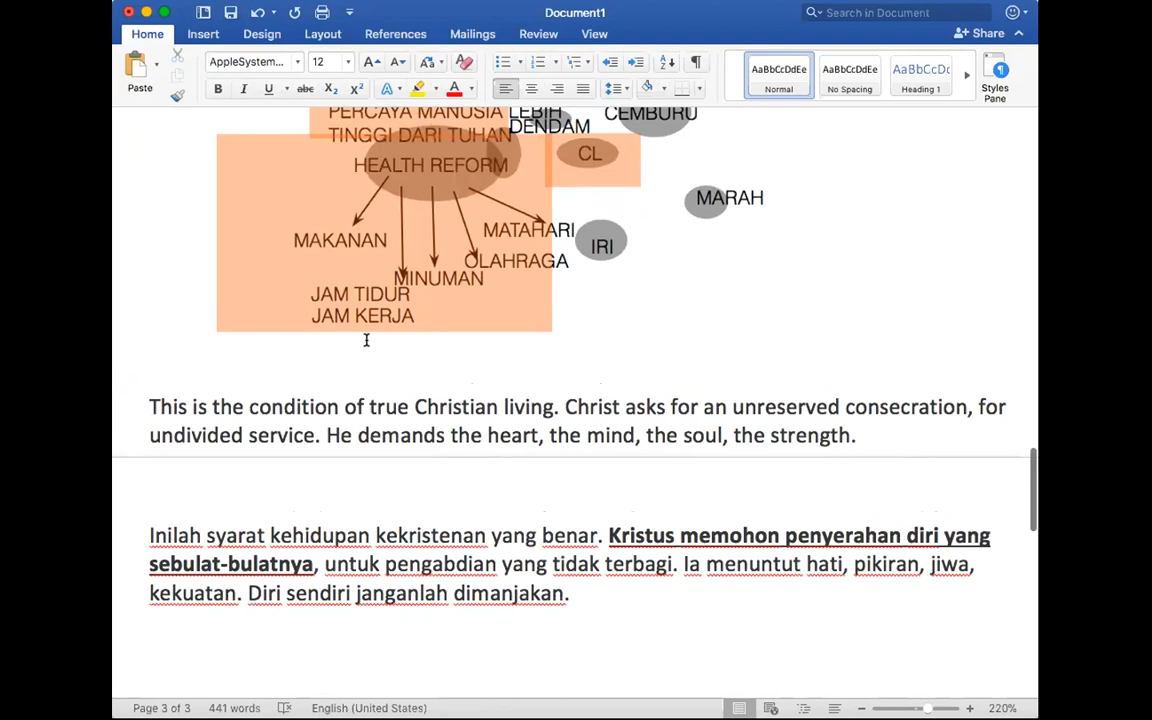 Document1
Search in Document
Home Insert Design Layout References Mailings Review View Share
AppleSystem... 12
Paste
AaBbCcDdEe AaBbCcDdEe AaBbCcDc
Normal No Spacing Heading 1 Styles Pane
PERCAYA MANUSIA LEBIH CEMBURU
TINGGI DARI TUHAN DENDAM
HEALTH REFORM CL
MARAH
MAKANAN MATAHARI IRI
OLAHRAGA
MINUMAN
JAM TIDUR
JAM KERJA
This is the condition of true Christian living. Christ asks for an unreserved consecration, for
undivided service. He demands the heart, the mind, the soul, the strength.
Inilah syarat kehidupan kekristenan yang benar. Kristus memohon penyerahan diri yang
sebulat-bulatnya, untuk pengabdian yang tidak terbagi. Ia menuntut hati, pikiran, jiwa,
kekuatan. Diri sendiri janganlah dimanjakan.
Page 3 of 3 441 words English (United States) 220%